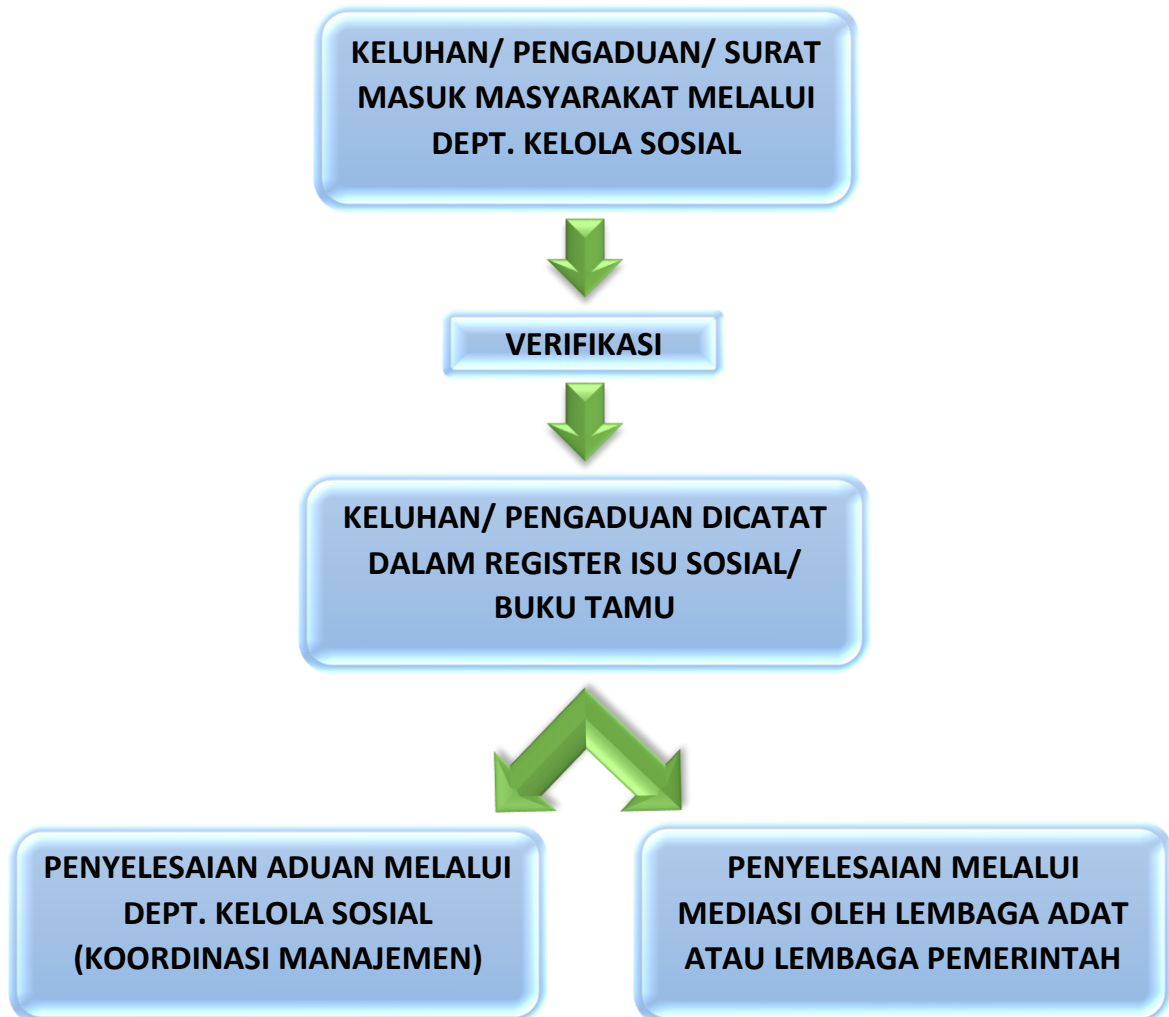 KELUHAN/ PENGADUAN/ SURAT
MASUK MASYARAKAT MELALUI
DEPT. KELOLA SOSIAL
VERIFIKASI
KELUHAN/ PENGADUAN DICATAT
DALAM REGISTER ISU SOSIAL/
BUKU TAMU
PENYELESAIAN ADUAN MELALUI
DEPT. KELOLA SOSIAL
(KOORDINASI MANAJEMEN)
PENYELESAIAN MELALUI
MEDIASI OLEH LEMBAGA ADAT
ATAU LEMBAGA PEMERINTAH